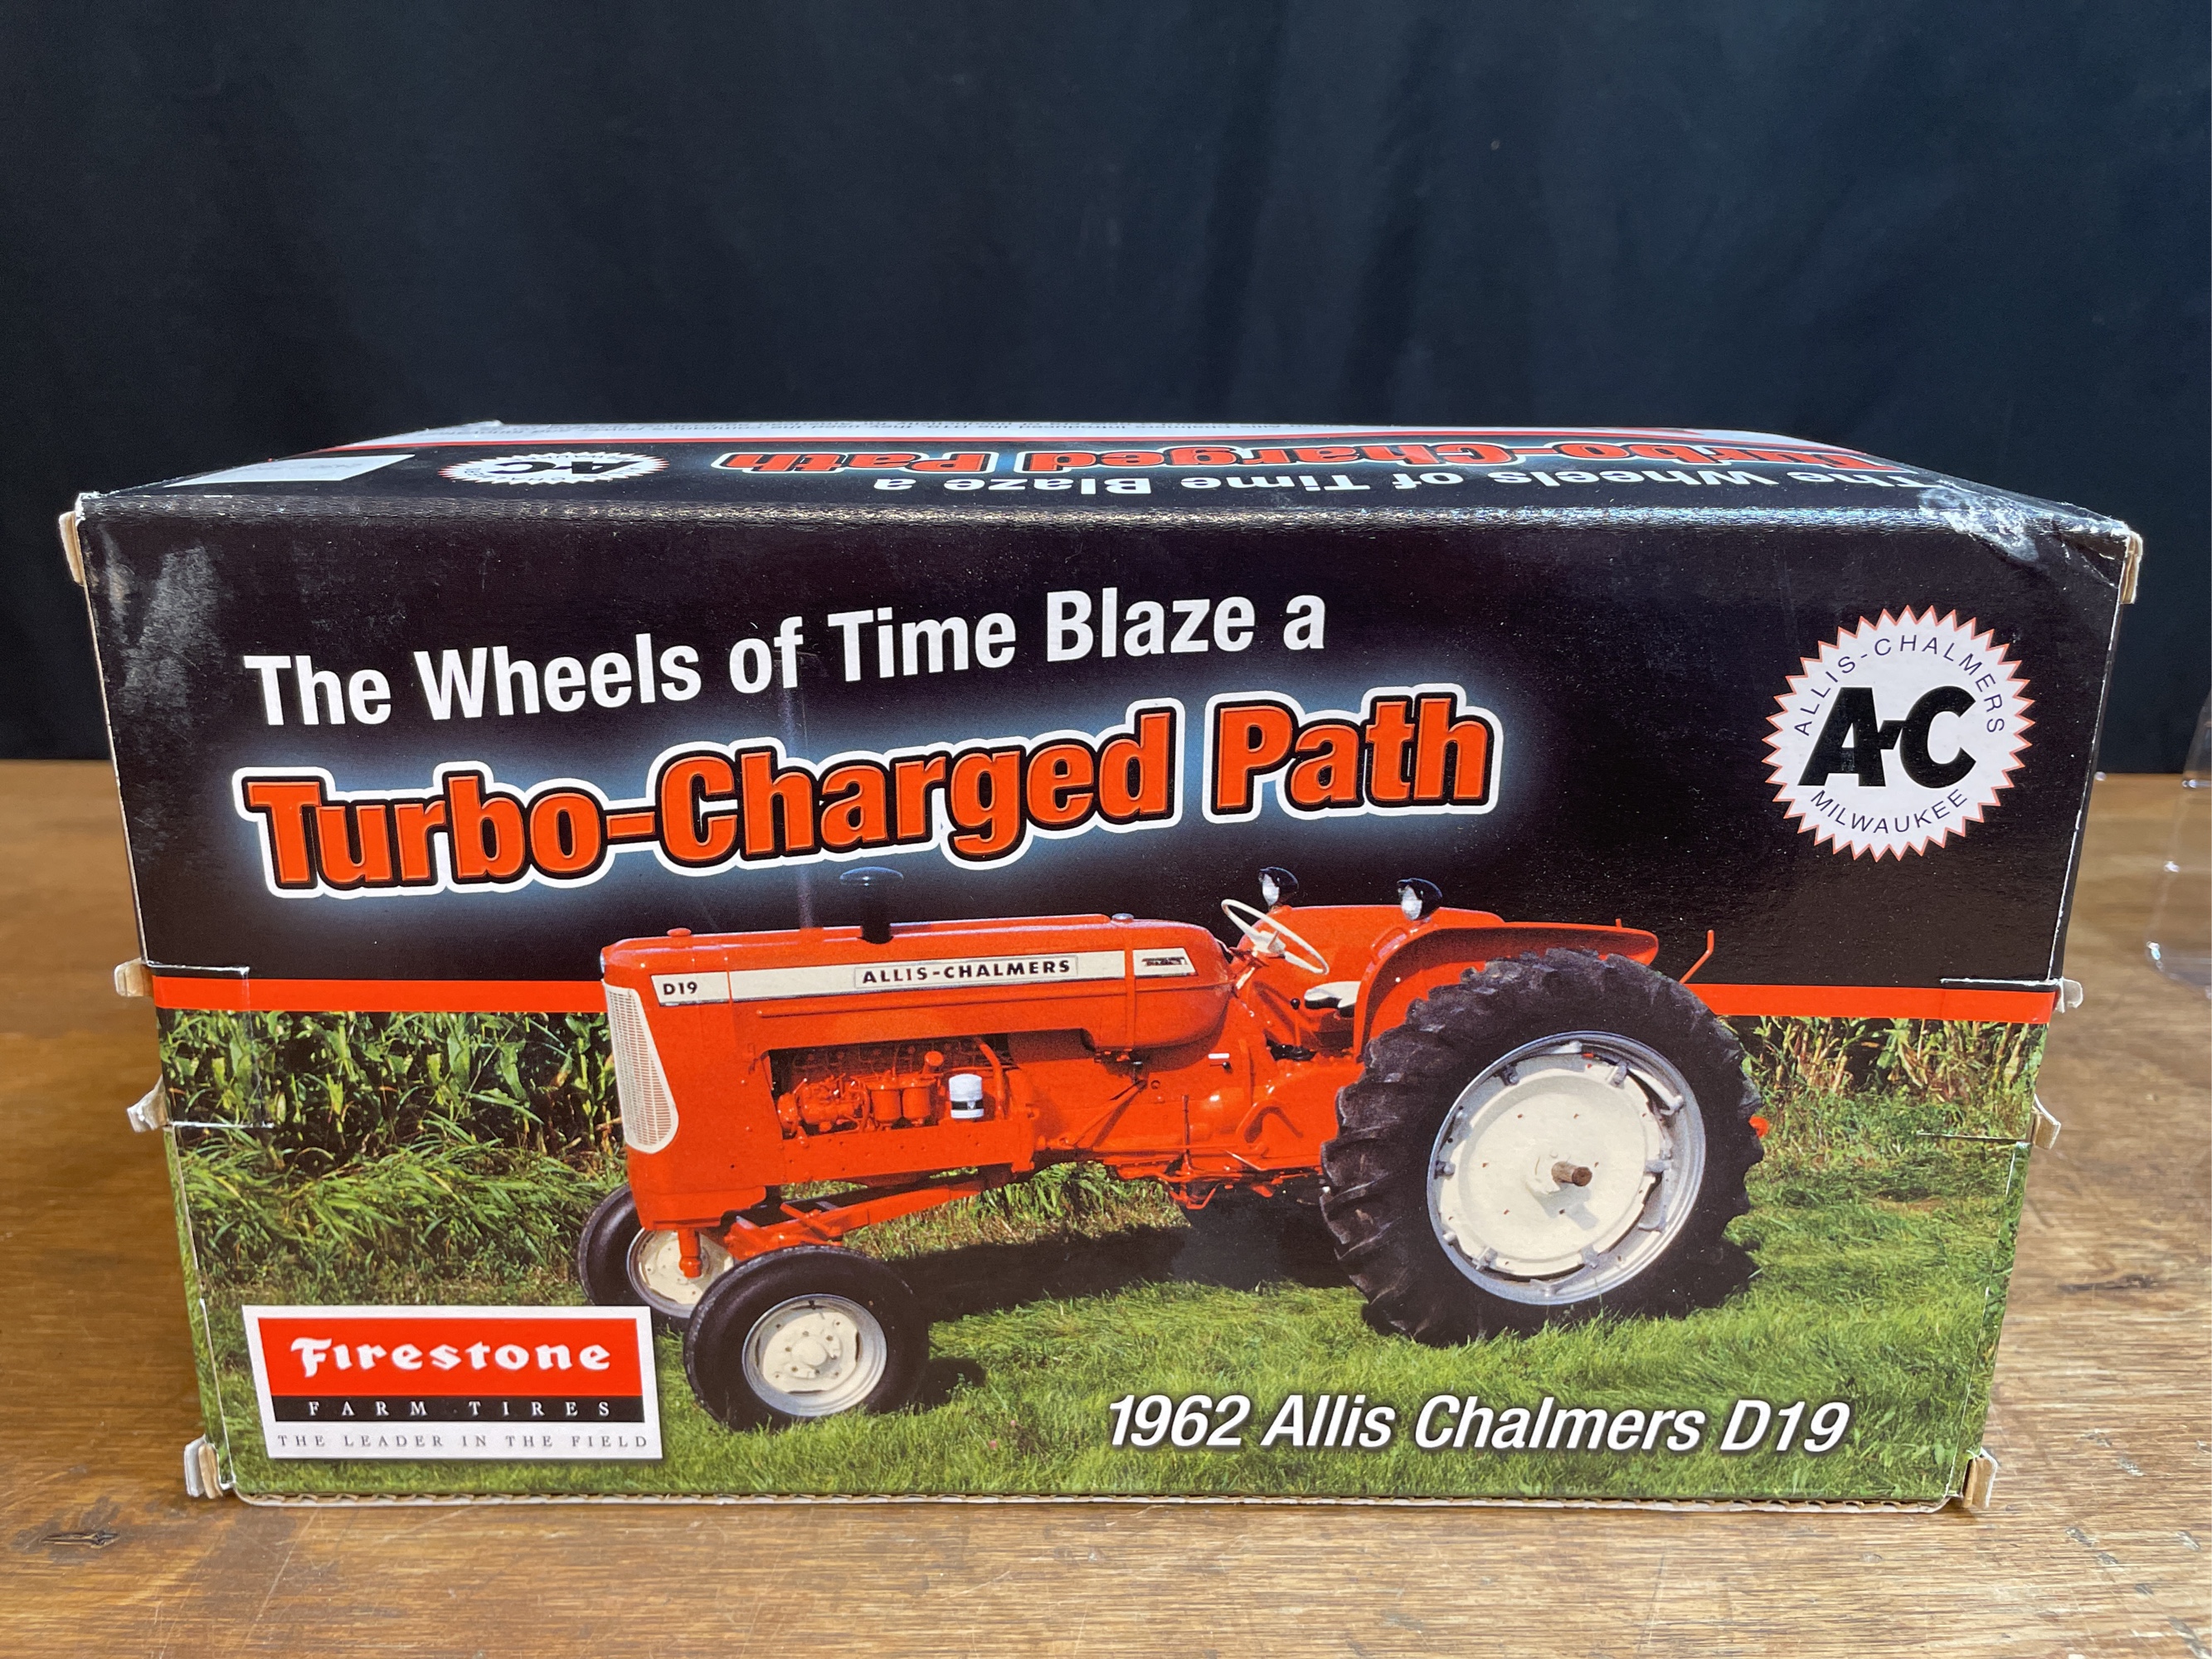 Turbo-Charged Path
The Wheels of Time Blaze a
The Wheels of Time Blaze a
Turbo-Charged Path
ALLIS-CHALMERS
A-C
MILWAUKEE
D19
ALLIS-CHALMERS
Firestone
FARM TIRES
THE LEADER IN THE FIELD
1962 Allis Chalmers D19